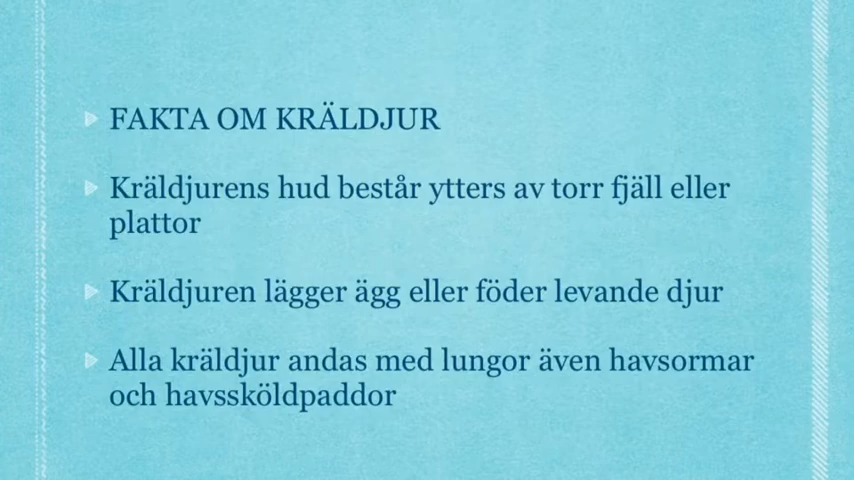 FAKTA OM KRÄLDJUR
Kräldjurens hud består ytters av torr fjäll eller
plattor
Kräldjuren lägger ägg eller föder levande djur
Alla kräldjur andas med lungor även havsormar
och havssköldpaddor